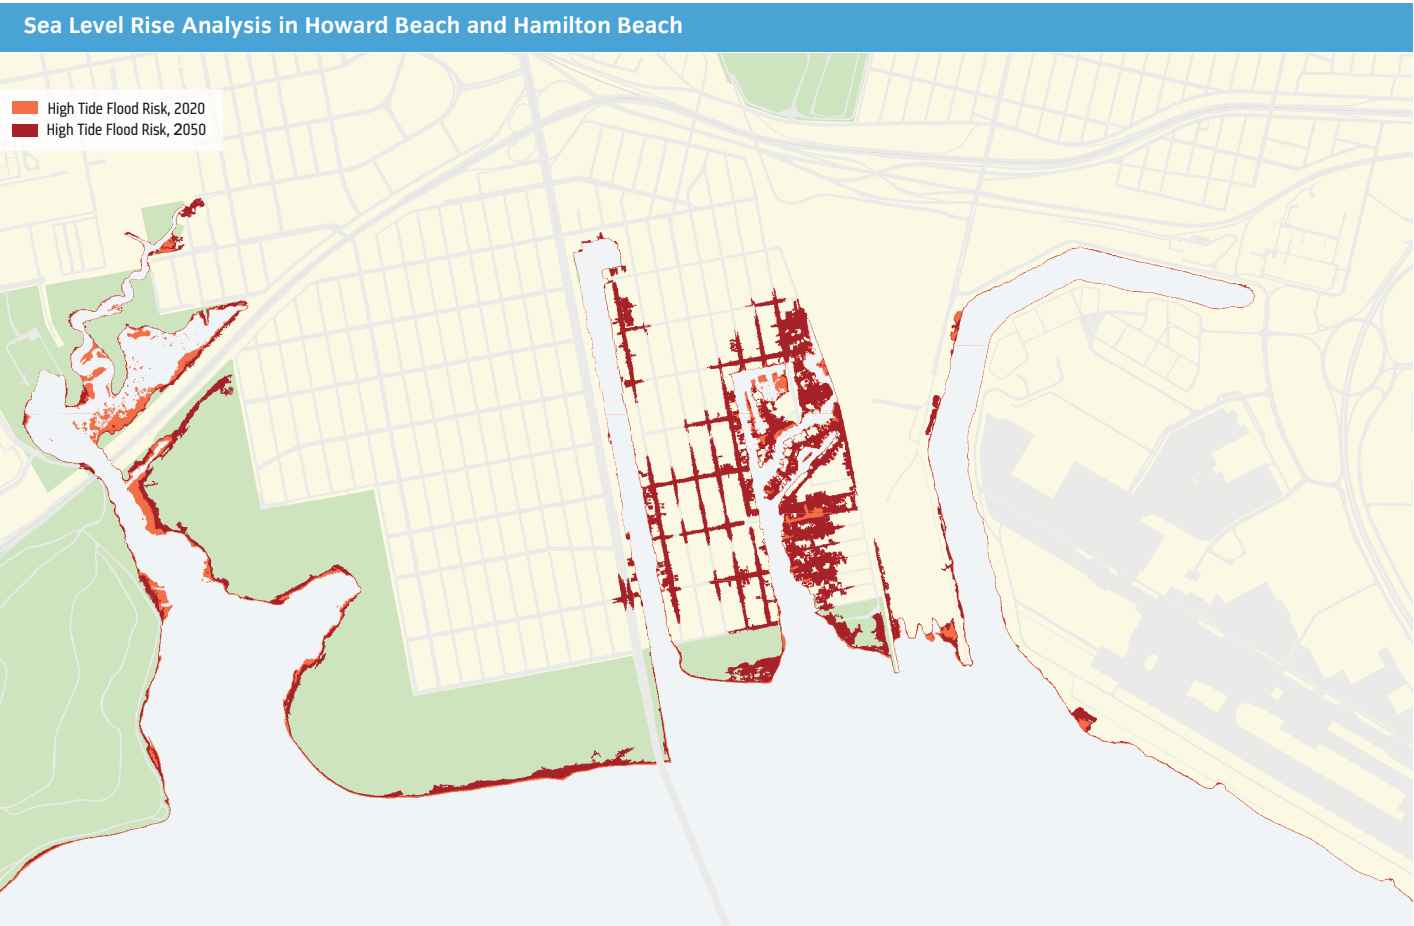 Sea Level Rise Analysis in Howard Beach and Hamilton Beach
High Tide Flood Risk, 2020
High Tide Flood Risk, 2050